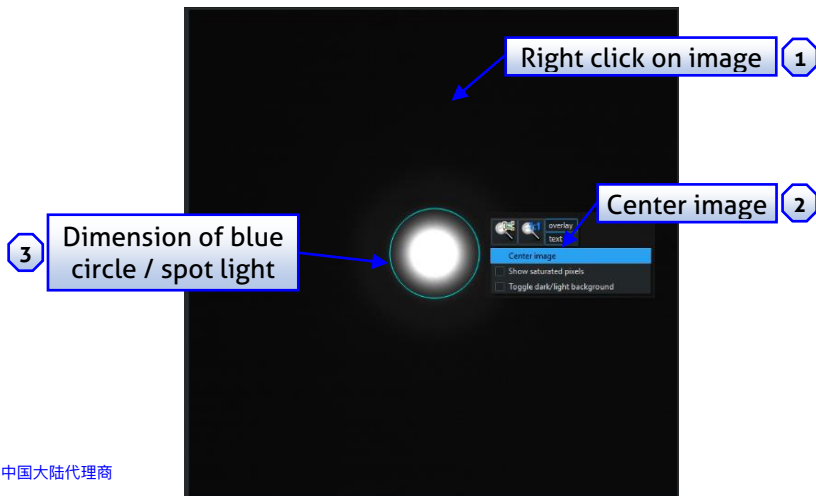 Right click on image 1
Center image 2
3 Dimension of blue
circle / spot light
overlay
text
Center image
Show saturated pixels
Toggle dark/light background
中国大陆代理商